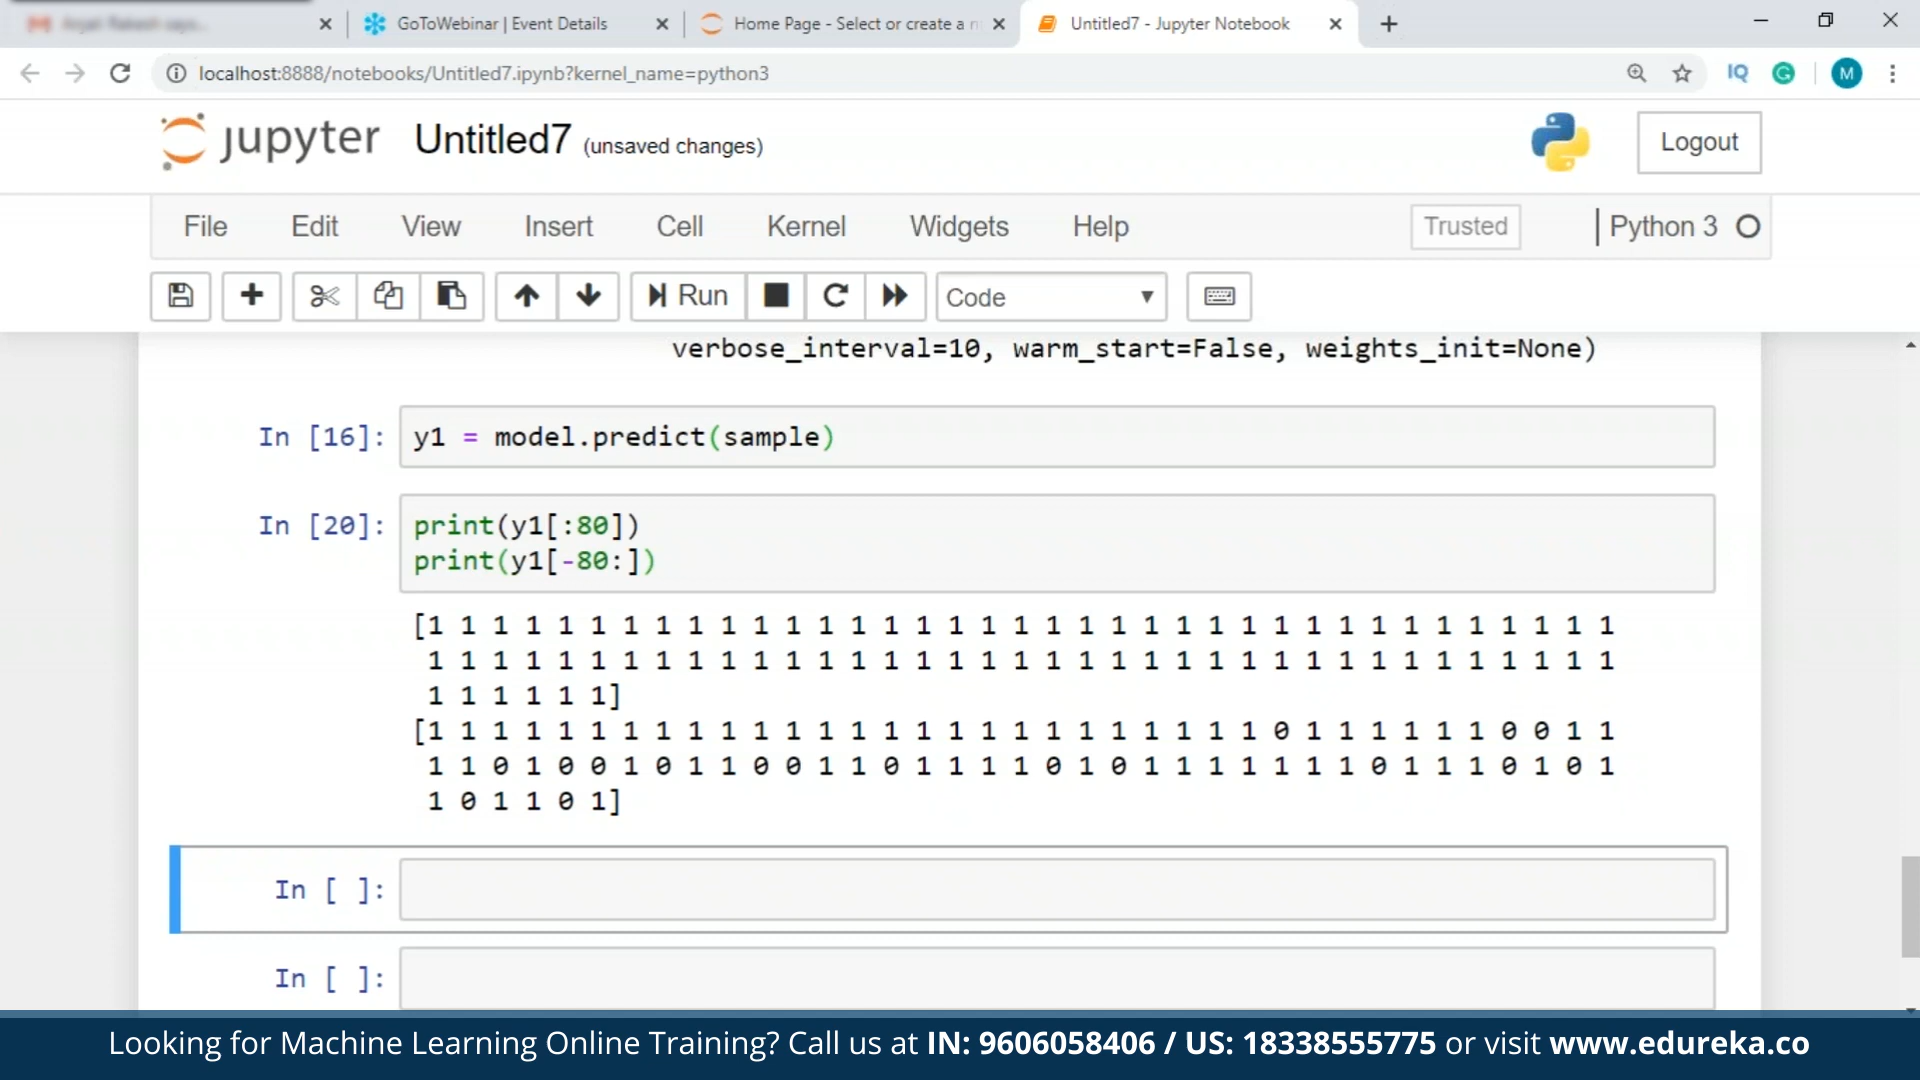 GoToWebinar | Event Details
Home Page - Select or create a n
Untitled7 - Jupyter Notebook
localhost:8888/notebooks/Untitled7.ipynb?kernel_name=python3
IQ
G
M
jupyter Untitled7 (unsaved changes)
Logout
File Edit View Insert Cell Kernel Widgets Help
Trusted
Python 3
Run
Code
verbose_interval=10, warm_start=False, weights_init=None)
In [16]: y1 = model.predict(sample)
In [20]: print(y1[:80])
print(y1[-80:])
[1 1 1 1 1 1 1 1 1 1 1 1 1 1 1 1 1 1 1 1 1 1 1 1 1 1 1 1 1 1 1 1 1 1 1 1 1
1 1 1 1 1 1 1 1 1 1 1 1 1 1 1 1 1 1 1 1 1 1 1 1 1 1 1 1 1 1 1 1 1 1 1 1 1
1 1 1 1 1 1]
[1 1 1 1 1 1 1 1 1 1 1 1 1 1 1 1 1 1 1 1 1 1 1 1 1 1 0 1 1 1 1 1 1 0 0 1 1
1 1 0 1 0 0 1 0 1 1 0 0 1 1 0 1 1 1 1 0 1 0 1 1 1 1 1 1 1 0 1 1 1 0 1 0 1
1 0 1 1 0 1]
In [ ]:
In [ ]:
Looking for Machine Learning Online Training? Call us at IN: 9606058406 / US: 18338555775 or visit www.edureka.co